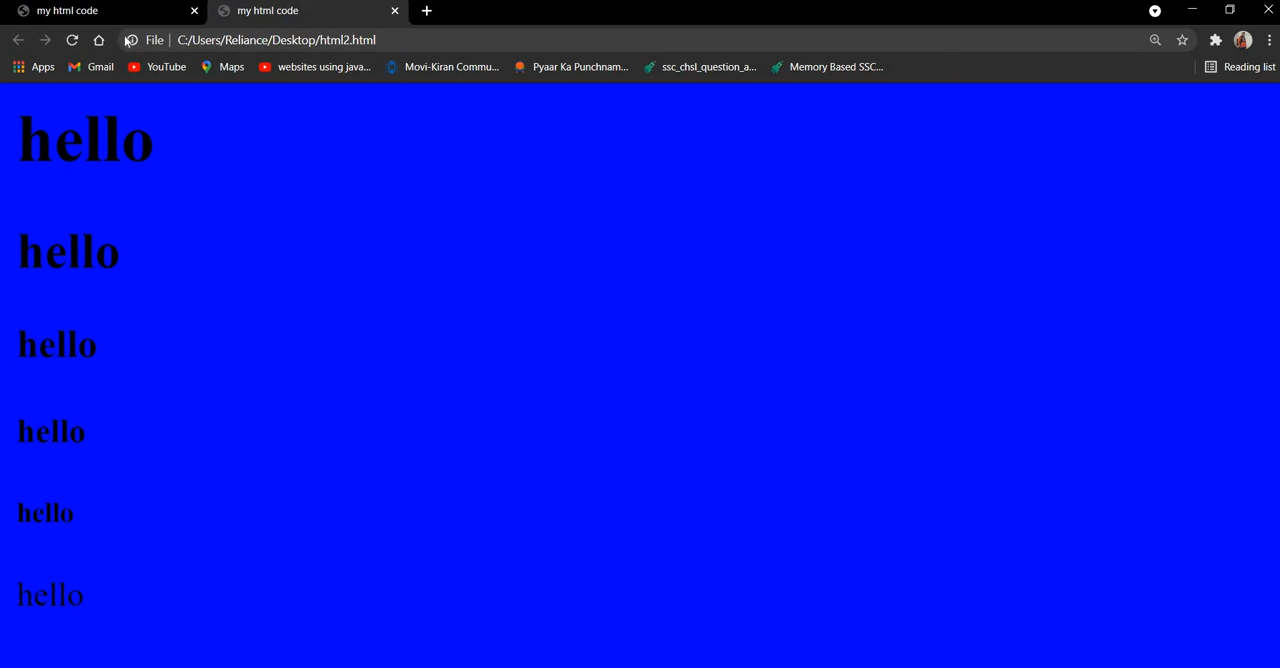 my html code
my html code
File
C:/Users/Reliance/Desktop/html2.html
Apps
Gmail
YouTube
Maps
websites using java...
Movi-Kiran Commu...
Pyaar Ka Punchnam...
ssc_chsl_question_a...
Memory Based SSC...
Reading list
hello
hello
hello
hello
hello
hello